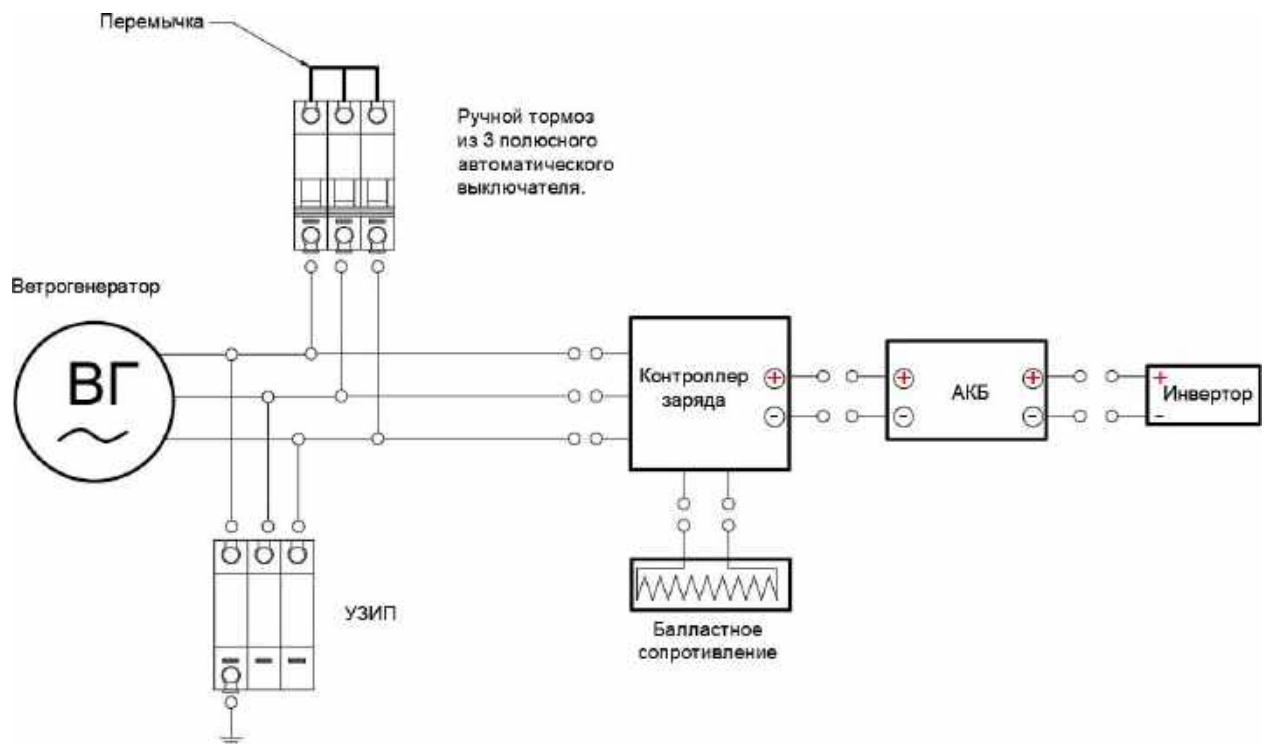 Перемычка
Ручной тормоз
из 3 полюсного
автоматического
выключателя.
Ветрогенератор
ВГ
Контроллер
заряда
+
-
+
-
АКБ
+
-
+
-
Инвертор
УЗИП
Балластное
сопротивление